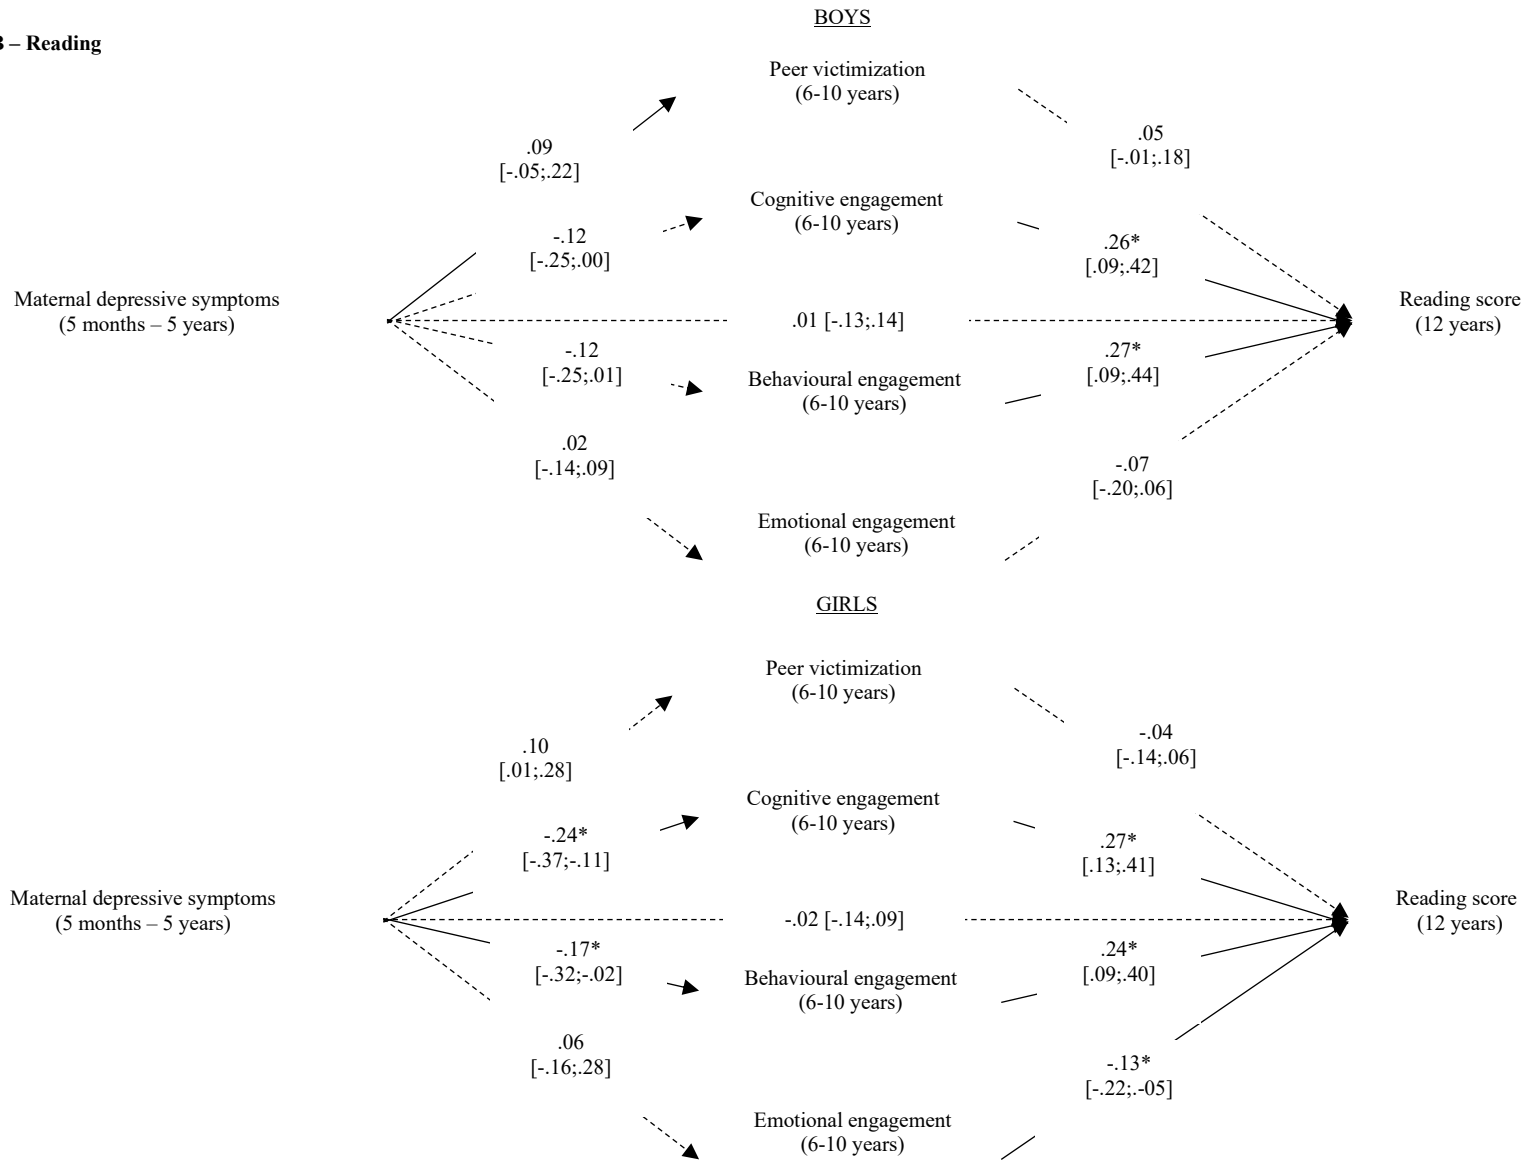 BOYS
3 – Reading
Peer victimization
(6-10 years)
.09
[-.05;.22]
.05
[-.01;.18]
Cognitive engagement
(6-10 years)
-.12
[-.25;.00]
.26*
[.09;.42]
Maternal depressive symptoms
(5 months – 5 years)
.01 [-.13;.14]
Reading score
(12 years)
-.12
[-.25;.01]
Behavioural engagement
(6-10 years)
.27*
[.09;.44]
.02
[-.14;.09]
-.07
[-.20;.06]
Emotional engagement
(6-10 years)
GIRLS
Peer victimization
(6-10 years)
.10
[.01;.28]
-.04
[-.14;.06]
Cognitive engagement
(6-10 years)
-.24*
[-.37;-.11]
.27*
[.13;.41]
Maternal depressive symptoms
(5 months – 5 years)
-.02 [-.14;.09]
Reading score
(12 years)
-.17*
[-.32;-.02]
Behavioural engagement
(6-10 years)
.24*
[.09;.40]
.06
[-.16;.28]
-.13*
[-.22;.-05]
Emotional engagement
(6-10 years)